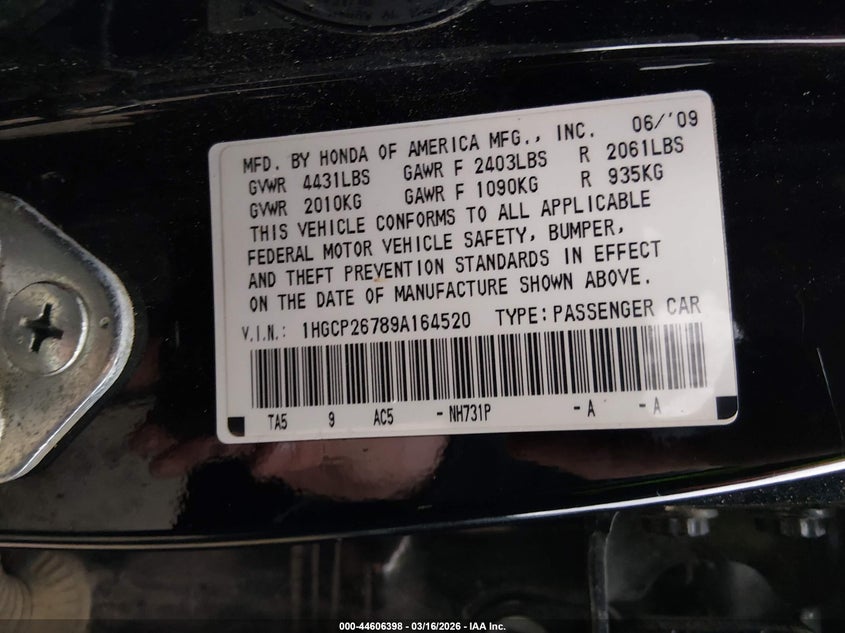 MFD. BY HONDA OF AMERICA MFG., INC. 06/'09
GVWR 4431LBS GAWR F 2403LBS R 2061LBS
GVWR 2010KG GAWR F 1090KG R 935KG
THIS VEHICLE CONFORMS TO ALL APPLICABLE
FEDERAL MOTOR VEHICLE SAFETY, BUMPER,
AND THEFT PREVENTION STANDARDS IN EFFECT
ON THE DATE OF MANUFACTURE SHOWN ABOVE.
V.I.N.: 1HGCP26789A164520 TYPE: PASSENGER CAR
TA5 9 AC5 - NH731P - A - A
000-44606398 - 03/16/2026 - IAA Inc.